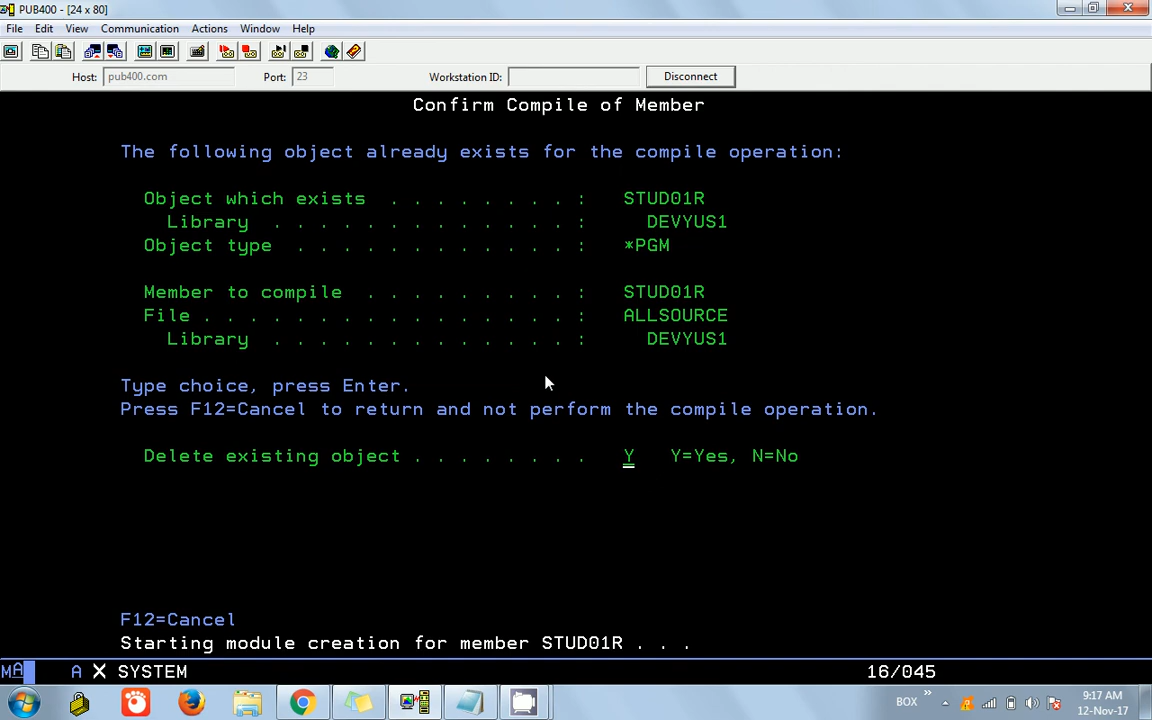 PUB400 - [24 x 80]
File Edit View Communication Actions Window Help
Host: pub400.com Port: 23 Workstation ID: Disconnect
Confirm Compile of Member
The following object already exists for the compile operation:
Object which exists . . . . . . . . : STUD01R
Library . . . . . . . . . . . . . : DEVYUS1
Object type . . . . . . . . . . . : *PGM
Member to compile . . . . . . . . . : STUD01R
File . . . . . . . . . . . . . . . . : ALLSOURCE
Library . . . . . . . . . . . . . : DEVYUS1
Type choice, press Enter.
Press F12=Cancel to return and not perform the compile operation.
Delete existing object . . . . . . . . Y Y=Yes, N=No
F12=Cancel
Starting module creation for member STUD01R . . .
MA A X SYSTEM 16/045
BOX » 9:17 AM
12-Nov-17